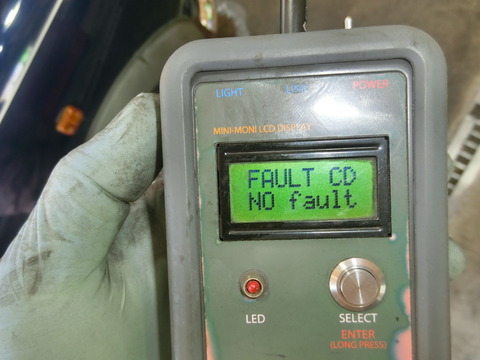 LIGHT
POWER
MINI-MONI LCD DISPLAY
FAULT CD
NO fault
LED
SELECT
ENTER
(LONG PRESS)